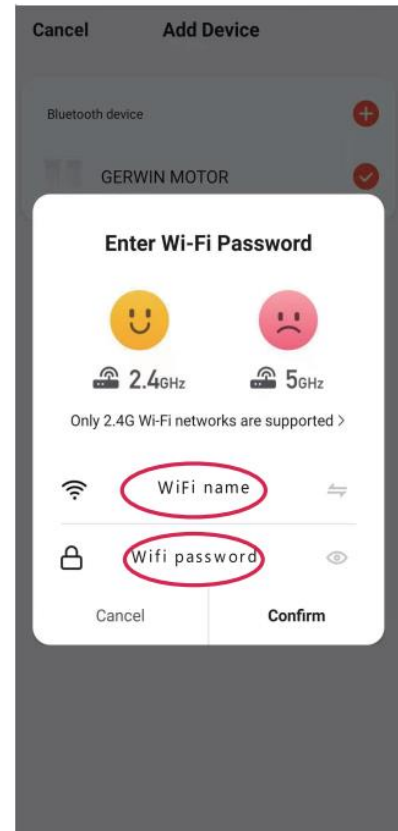 Cancel Add Device
Bluetooth device
GERWIN MOTOR
Enter Wi-Fi Password
2.4GHz 5GHz
Only 2.4G Wi-Fi networks are supported >
WiFi name
Wifi password
Cancel Confirm